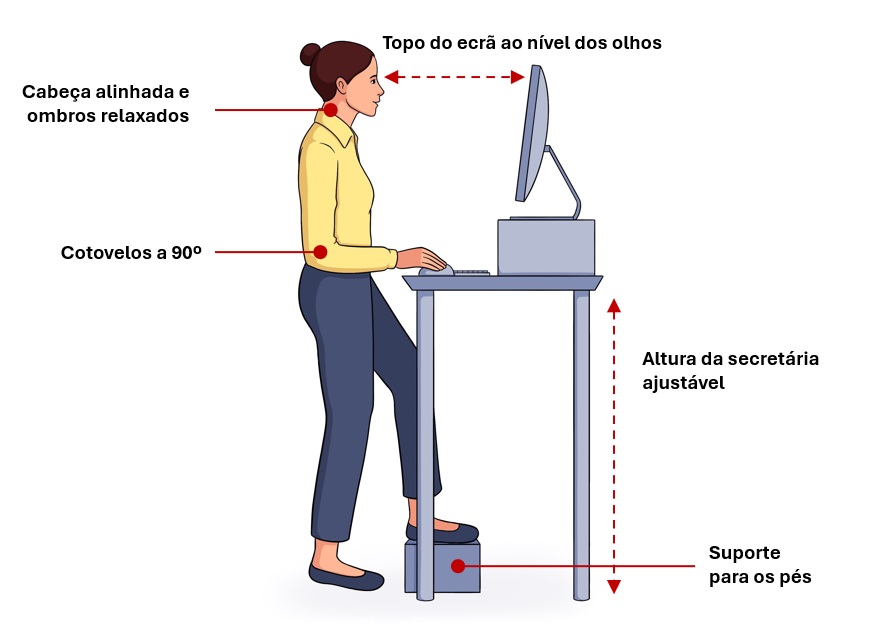 Topo do ecrã ao nível dos olhos
Cabeça alinhada e
ombros relaxados
Cotovelos a 90º
Altura da secretária
ajustável
Suporte
para os pés